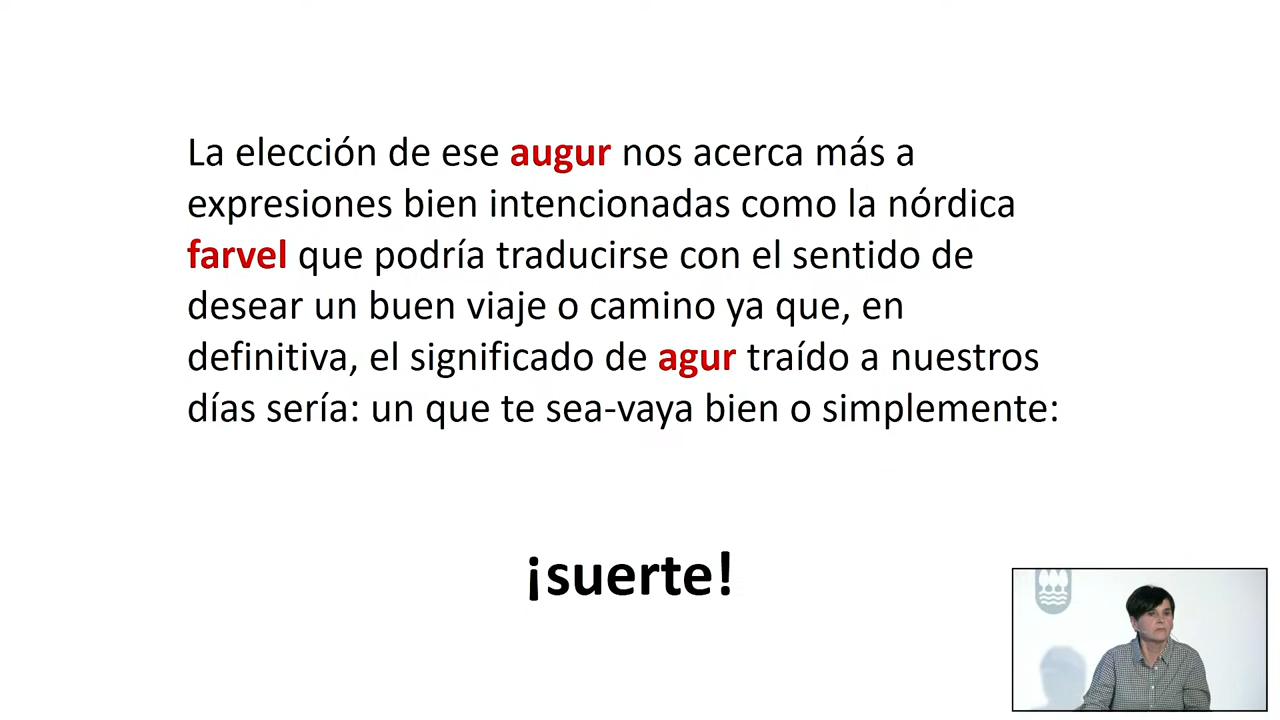 La elección de ese augur nos acerca más a
expresiones bien intencionadas como la nórdica
farvel que podría traducirse con el sentido de
desear un buen viaje o camino ya que, en
definitiva, el significado de agur traído a nuestros
días sería: un que te sea-vaya bien o simplemente:
¡suerte!